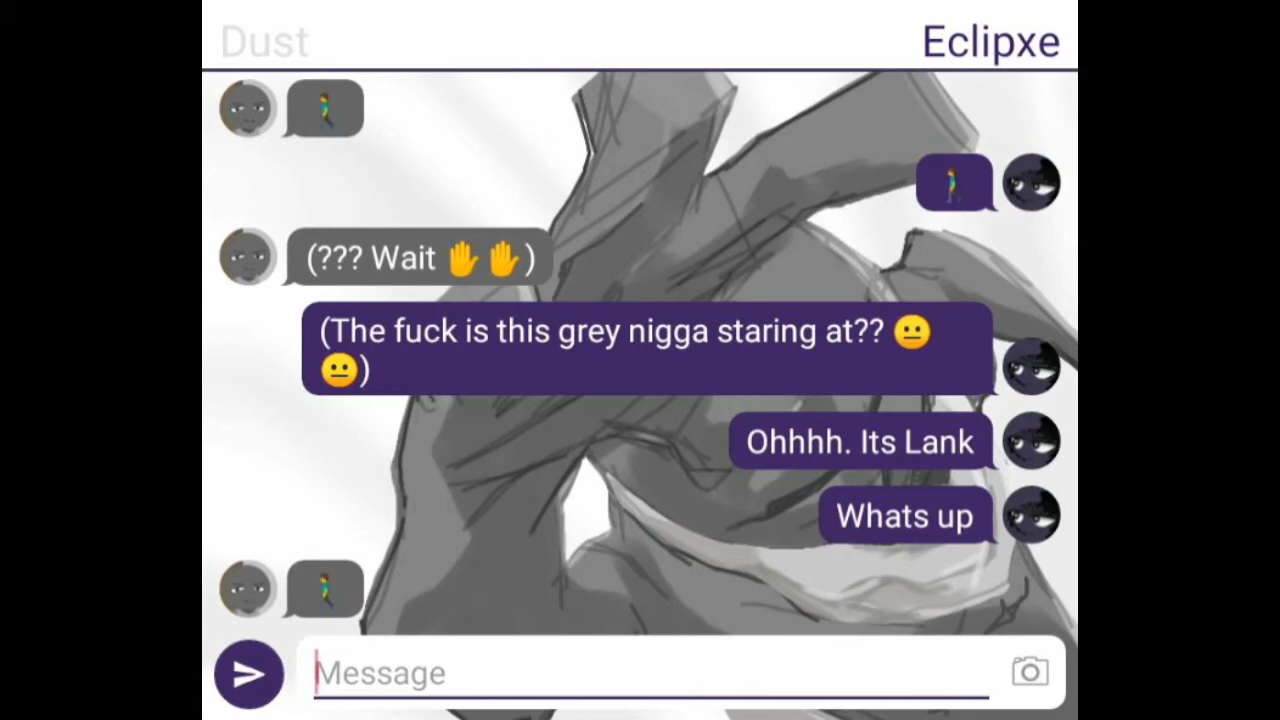 Dust
Eclipxe
🚶‍♂️
🚶‍♂️
(??? Wait ✋✋)
(The fuck is this grey nigga staring at?? 😐
😐)
Ohhhh. Its Lank
Whats up
🚶‍♂️
Message